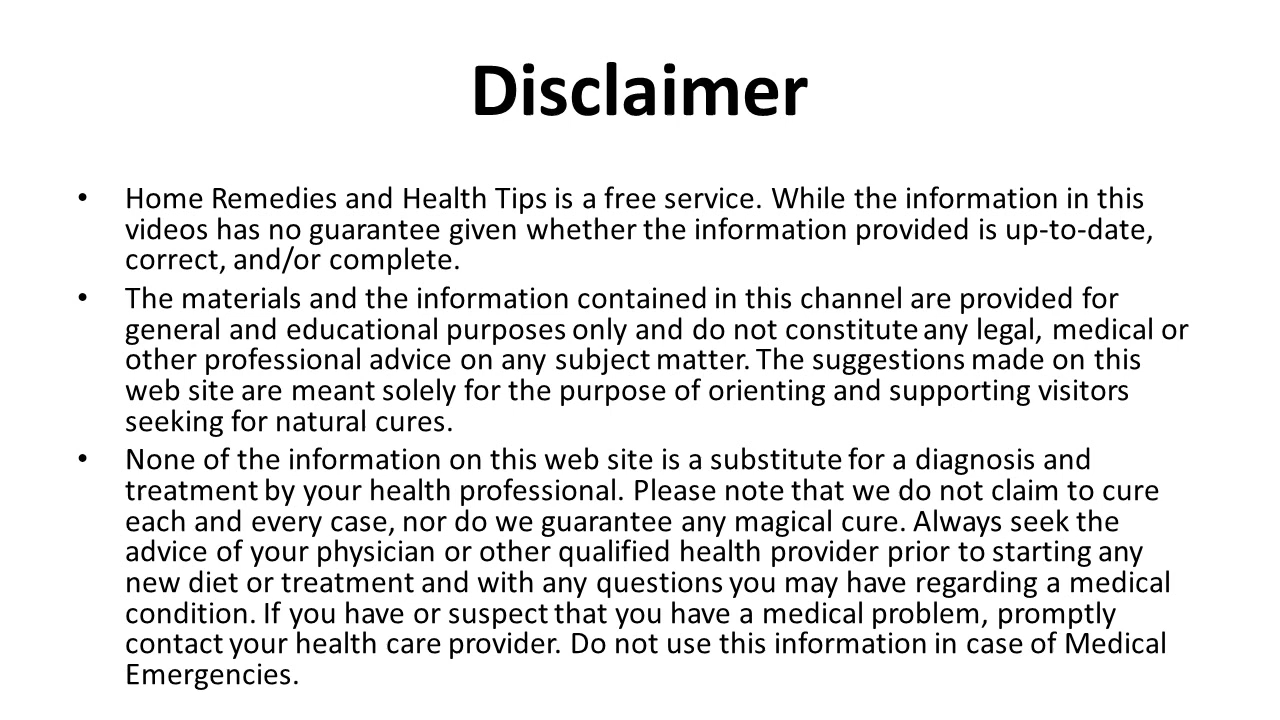 Disclaimer
• Home Remedies and Health Tips is a free service. While the information in this
videos has no guarantee given whether the information provided is up-to-date,
correct, and/or complete.
• The materials and the information contained in this channel are provided for
general and educational purposes only and do not constitute any legal, medical or
other professional advice on any subject matter. The suggestions made on this
web site are meant solely for the purpose of orienting and supporting visitors
seeking for natural cures.
• None of the information on this web site is a substitute for a diagnosis and
treatment by your health professional. Please note that we do not claim to cure
each and every case, nor do we guarantee any magical cure. Always seek the
advice of your physician or other qualified health provider prior to starting any
new diet or treatment and with any questions you may have regarding a medical
condition. If you have or suspect that you have a medical problem, promptly
contact your health care provider. Do not use this information in case of Medical
Emergencies.